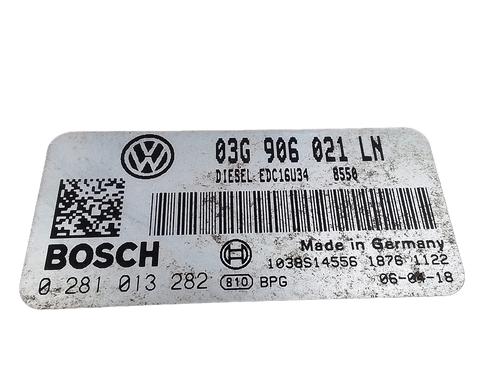 03G 906 021 LN
DIESEL EDC16U34 8550
BOSCH
Made in Germany
1038S14556 1876 1122
0 281 013 282 810 BPG 06-04-18